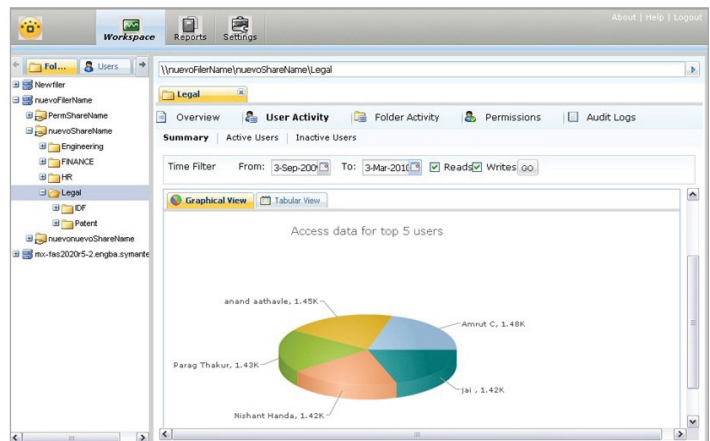 About | Help | Logout
Workspace
Reports
Settings
Fol...
Users
\\nuevoFilerName\nuevoShareName\Legal
Newfiler
nuevoFilerName
PermShareName
nuevoShareName
Engineering
FINANCE
HR
Legal
IDF
Patent
nuevonuevoShareName
mx-fas2020r5-2.engba.symante
Legal
Overview
User Activity
Folder Activity
Permissions
Audit Logs
Summary | Active Users | Inactive Users
Time Filter From: 3-Sep-2009 To: 3-Mar-2010 Reads Writes GO
Graphical View
Tabular View
Access data for top 5 users
anand aathavle, 1.45K
Amrut C, 1.48K
Parag Thakur, 1.43K
jai , 1.42K
Nishant Handa, 1.42K